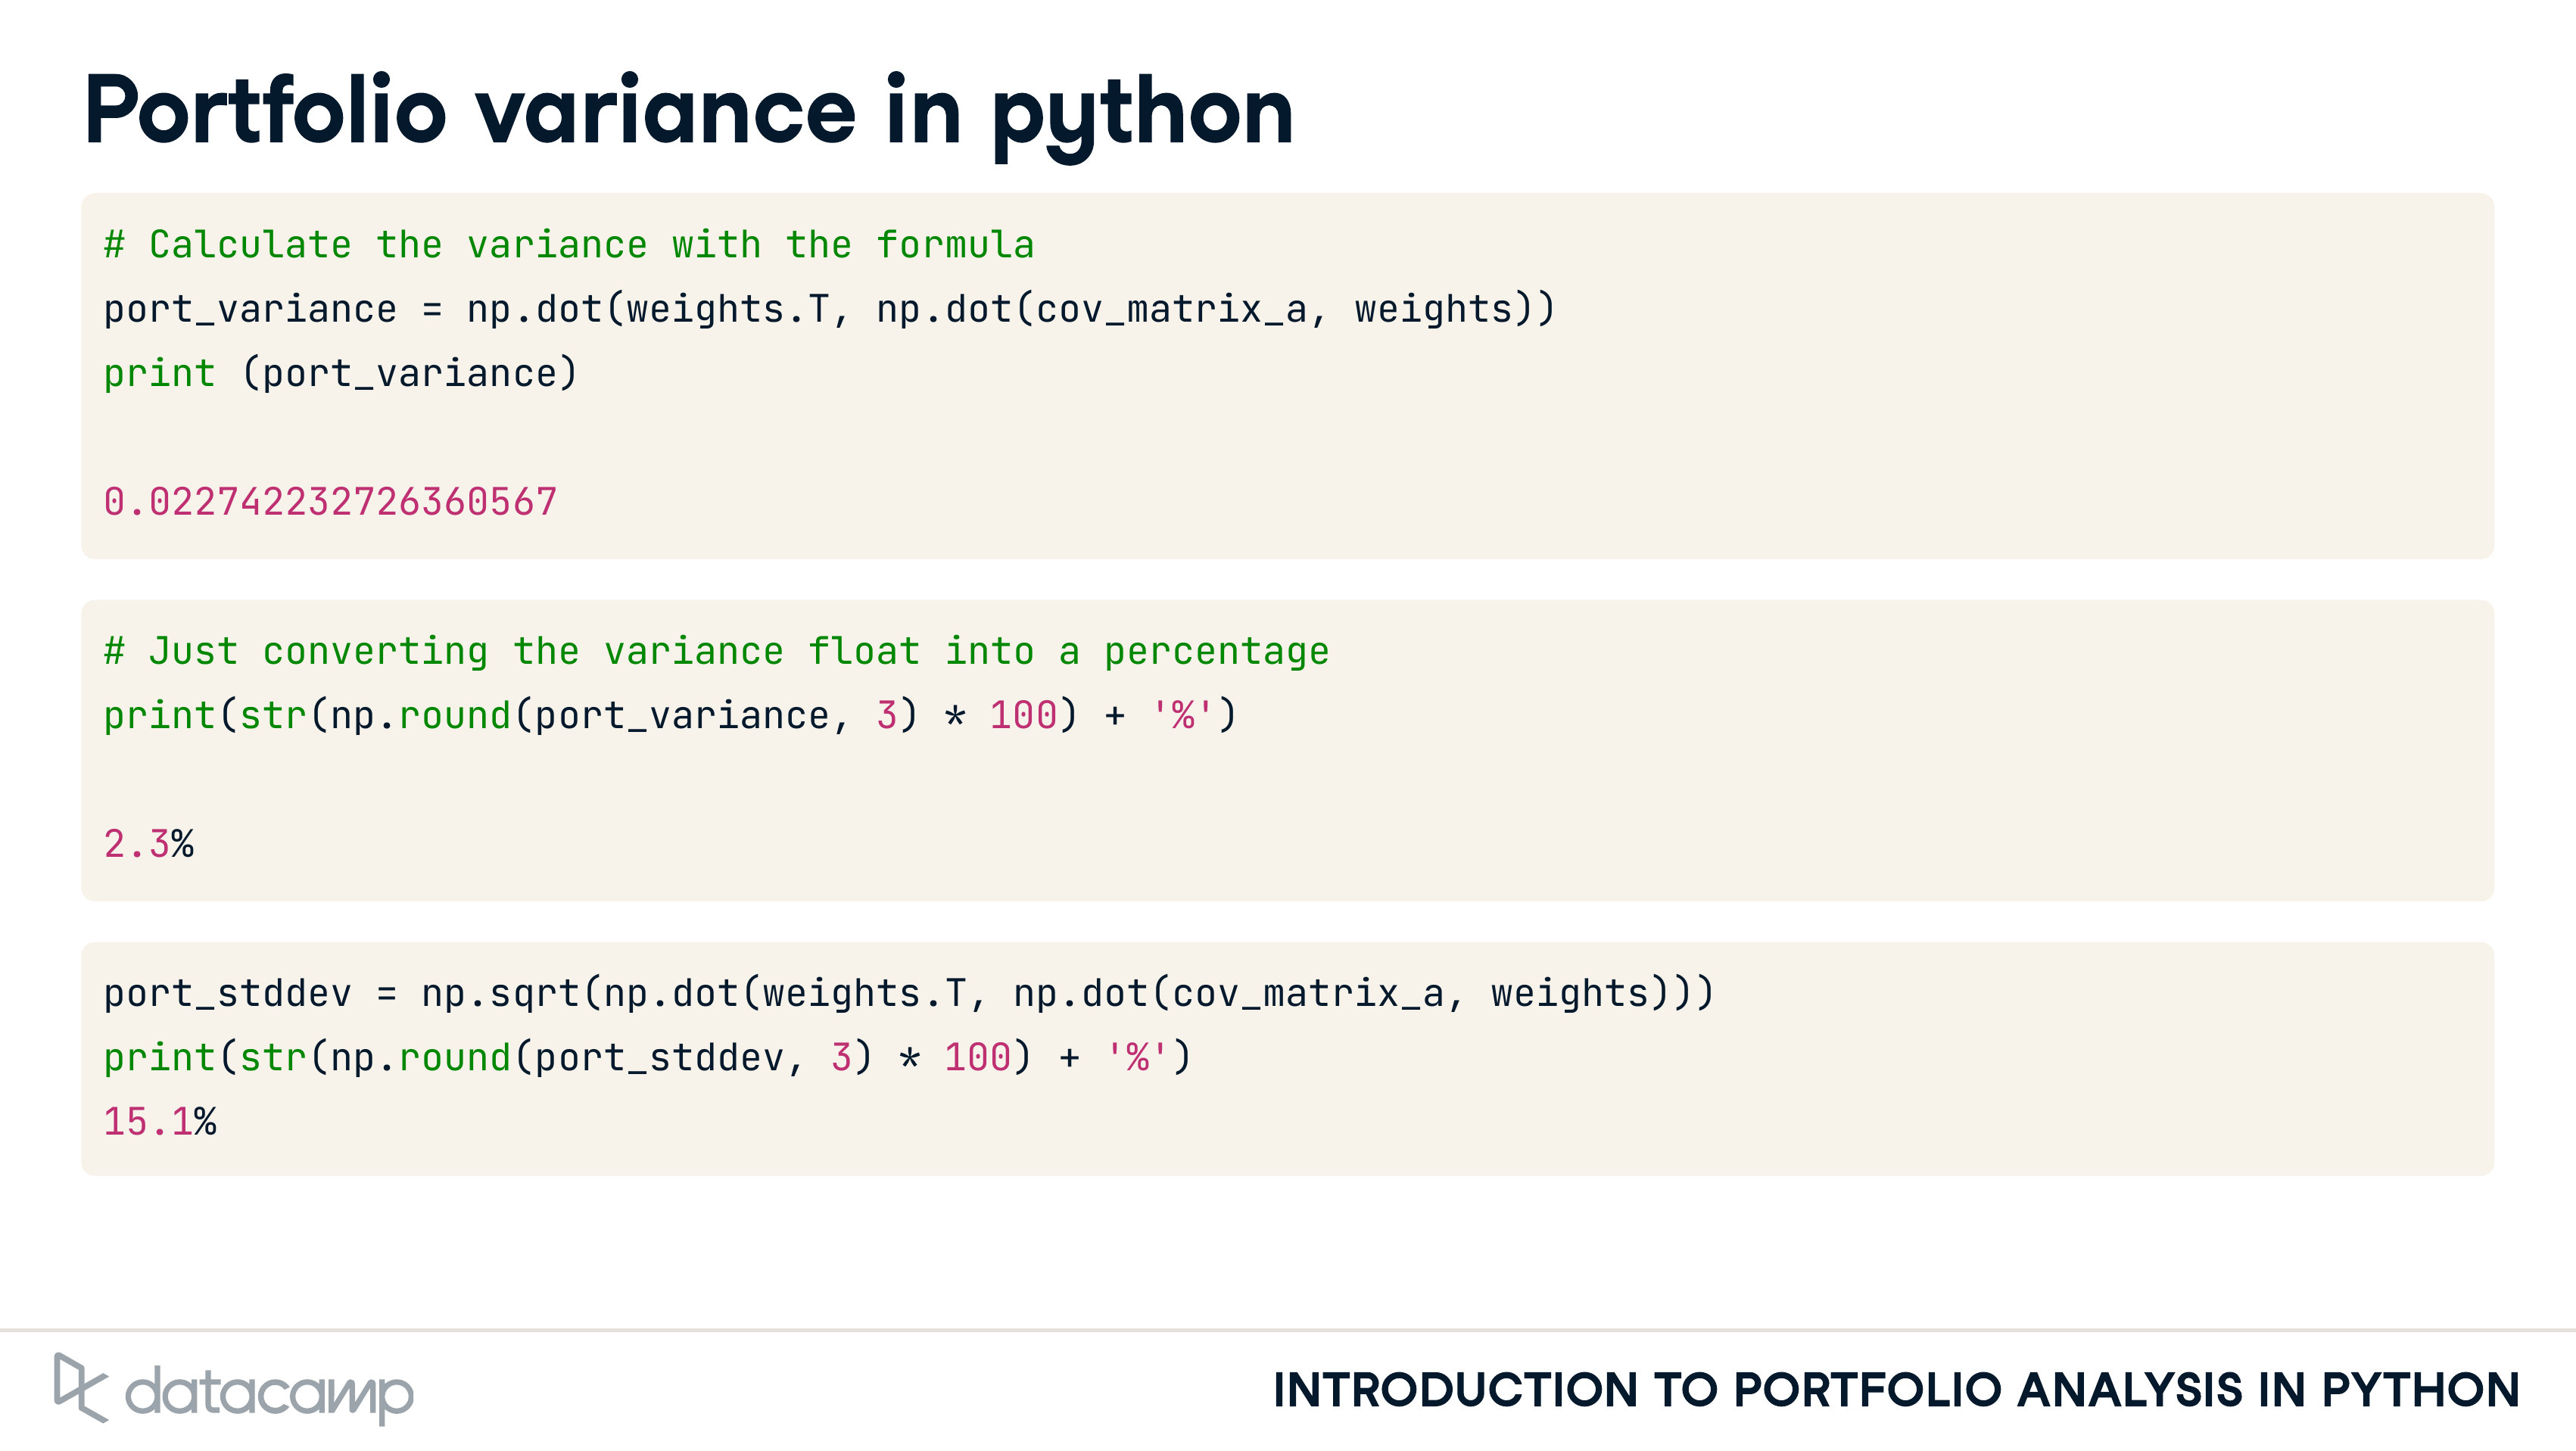 Portfolio variance in python
# Calculate the variance with the formula
port_variance = np.dot(weights.T, np.dot(cov_matrix_a, weights))
print (port_variance)
0.022742232726360567
# Just converting the variance float into a percentage
print(str(np.round(port_variance, 3) * 100) + '%')
2.3%
port_stddev = np.sqrt(np.dot(weights.T, np.dot(cov_matrix_a, weights)))
print(str(np.round(port_stddev, 3) * 100) + '%')
15.1%
datacamp
INTRODUCTION TO PORTFOLIO ANALYSIS IN PYTHON